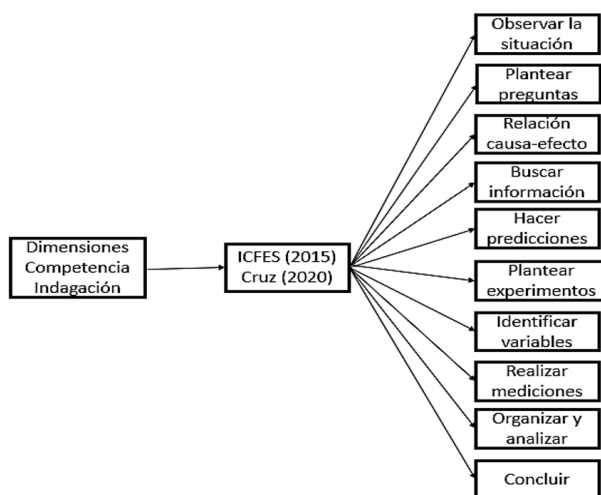 Dimensiones
Competencia
Indagación
ICFES (2015)
Cruz (2020)
Observar la
situación
Plantear
preguntas
Relación
causa-efecto
Buscar
información
Hacer
predicciones
Plantear
experimentos
Identificar
variables
Realizar
mediciones
Organizar y
analizar
Concluir